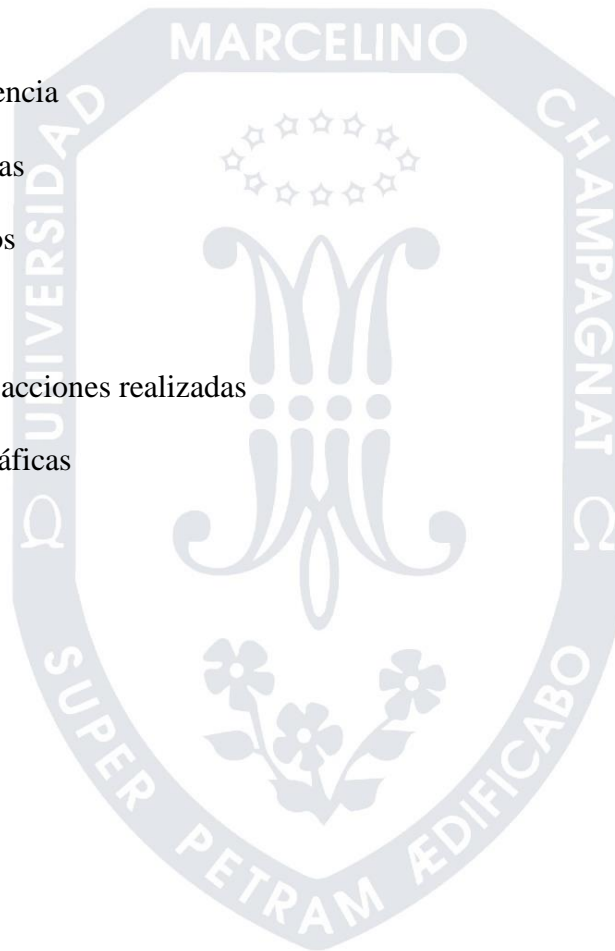 MARCELINO
CHAMPAGNAT
UNIVERSIDAD
encia
as
os
acciones realizadas
áficas
Ω
Ω
SUPER PETRAM ÆDIFICABO